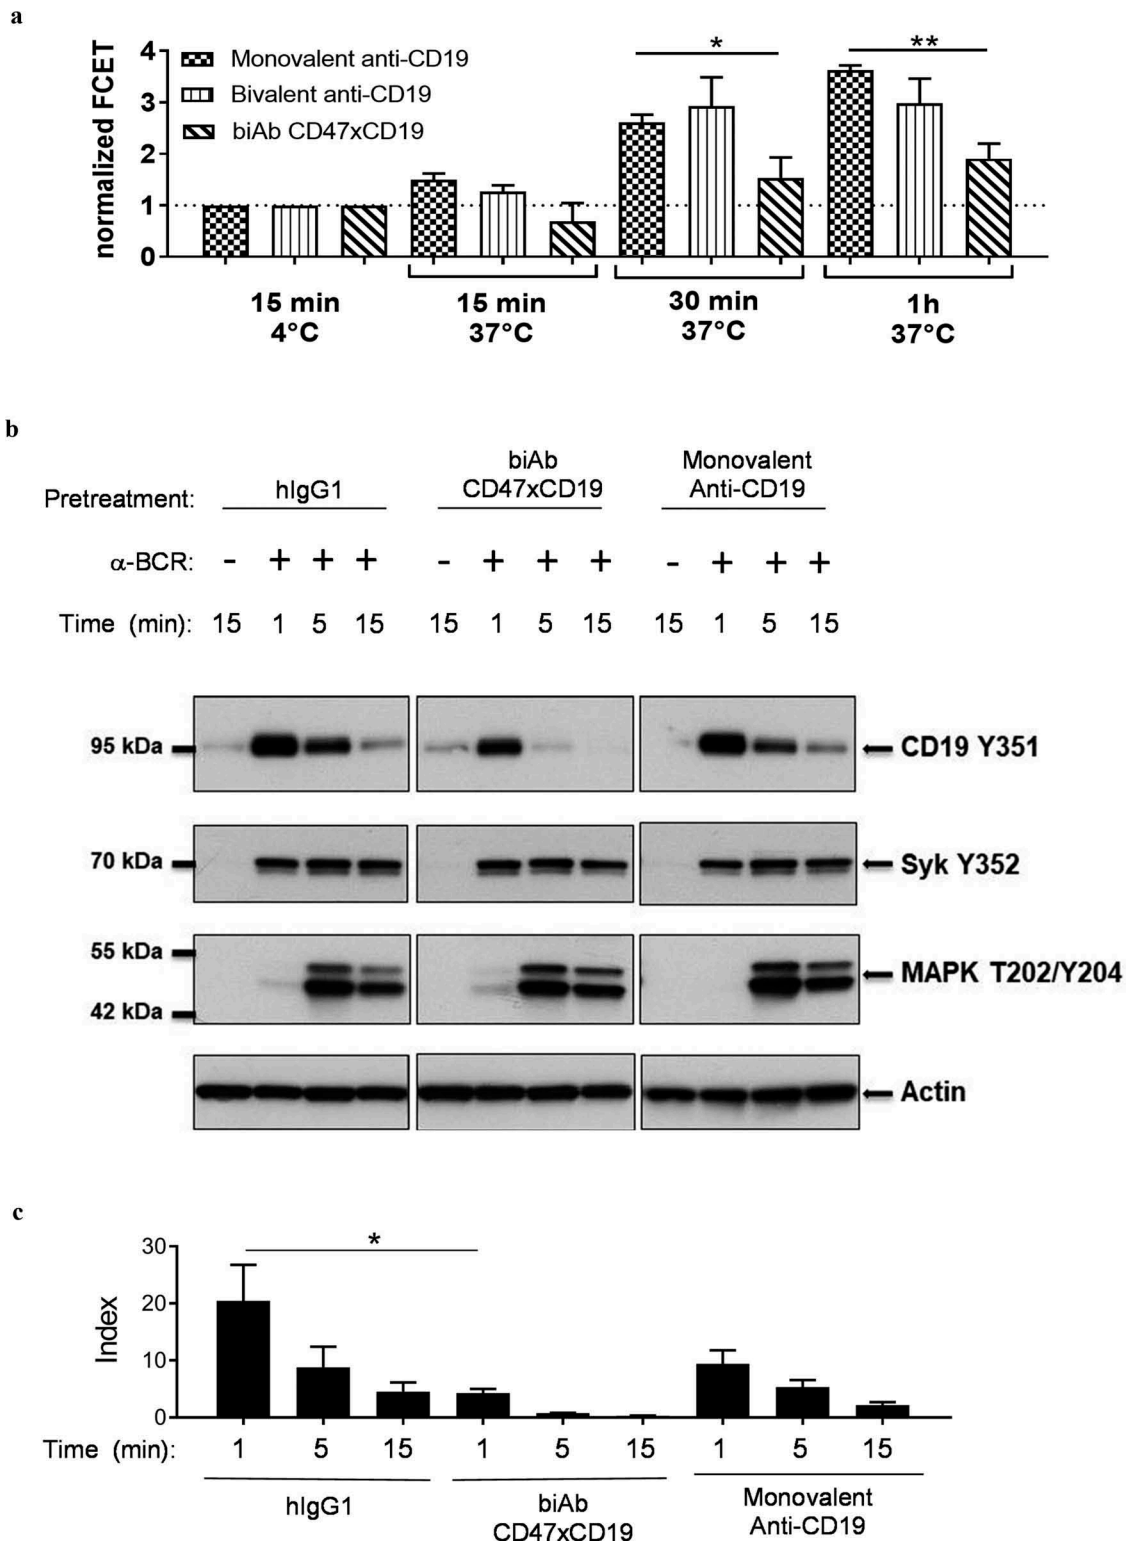 a
normalized FCET
4
3
2
1
0
Monovalent anti-CD19
Bivalent anti-CD19
biAb CD47xCD19
*
**
15 min 15 min 30 min 1h
4°C 37°C 37°C 37°C
b
Pretreatment:
hIgG1
biAb
CD47xCD19
Monovalent
Anti-CD19
α-BCR: - + + + - + + + - + + +
Time (min): 15 1 5 15 15 1 5 15 15 1 5 15
95 kDa
CD19 Y351
70 kDa
Syk Y352
55 kDa
MAPK T202/Y204
42 kDa
Actin
c
Index
30
20
10
0
*
Time (min): 1 5 15 1 5 15 1 5 15
hIgG1
biAb
CD47xCD19
Monovalent
Anti-CD19